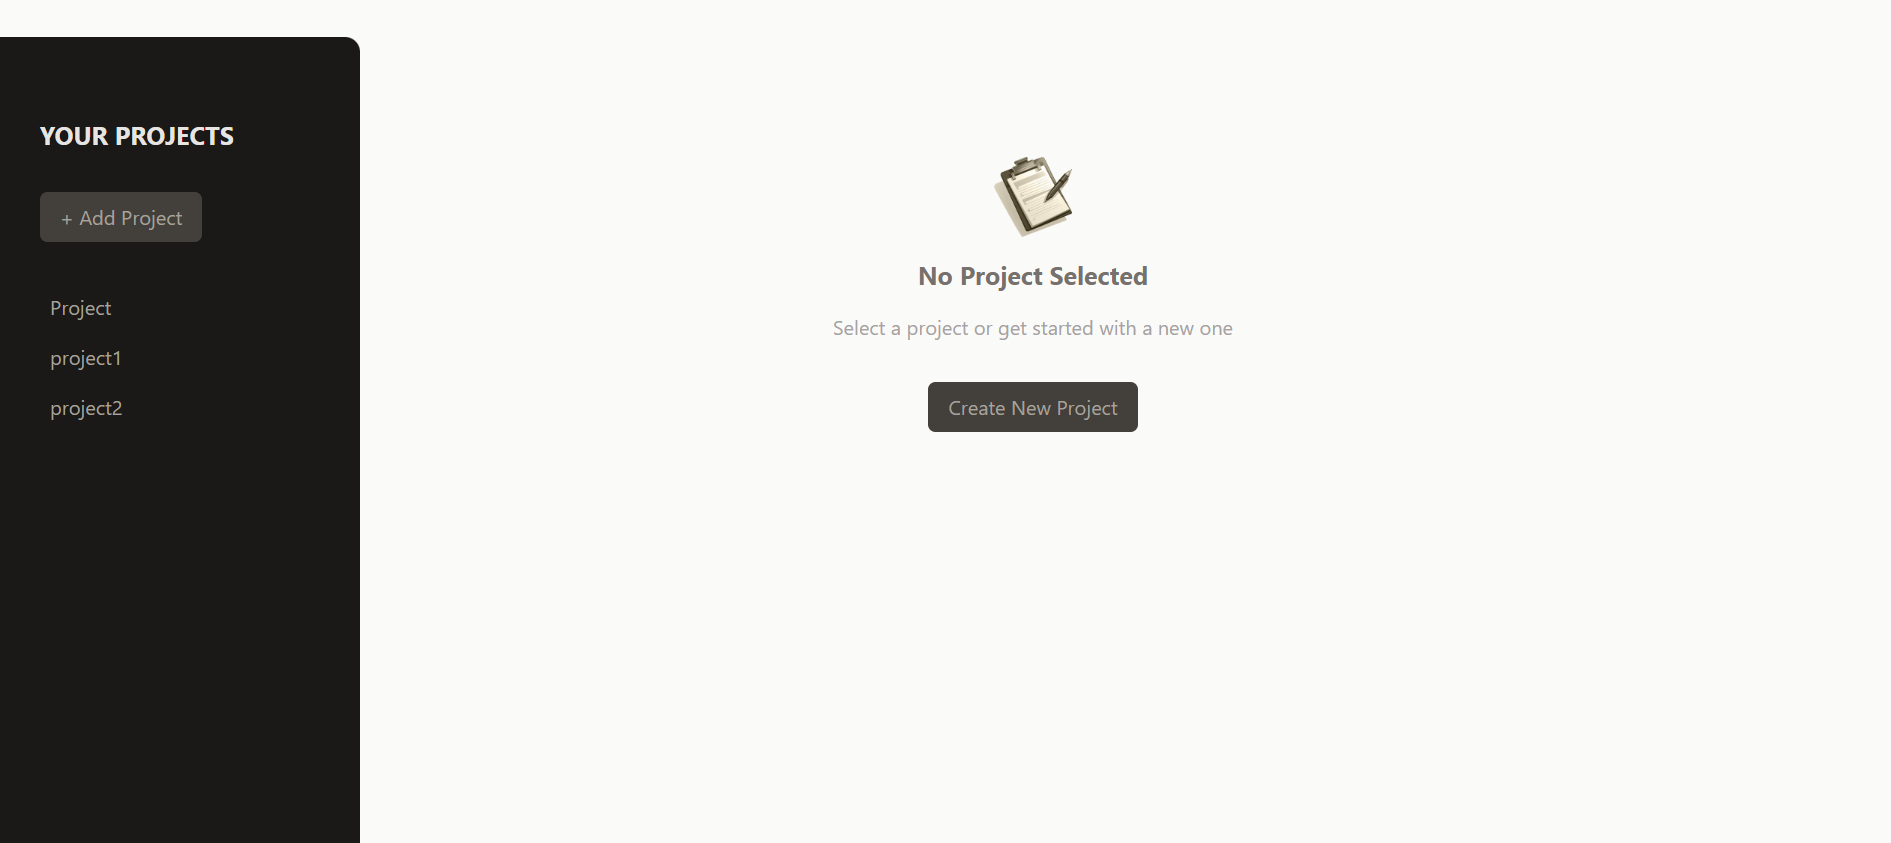 YOUR PROJECTS
+ Add Project
Project
project1
project2
No Project Selected
Select a project or get started with a new one
Create New Project